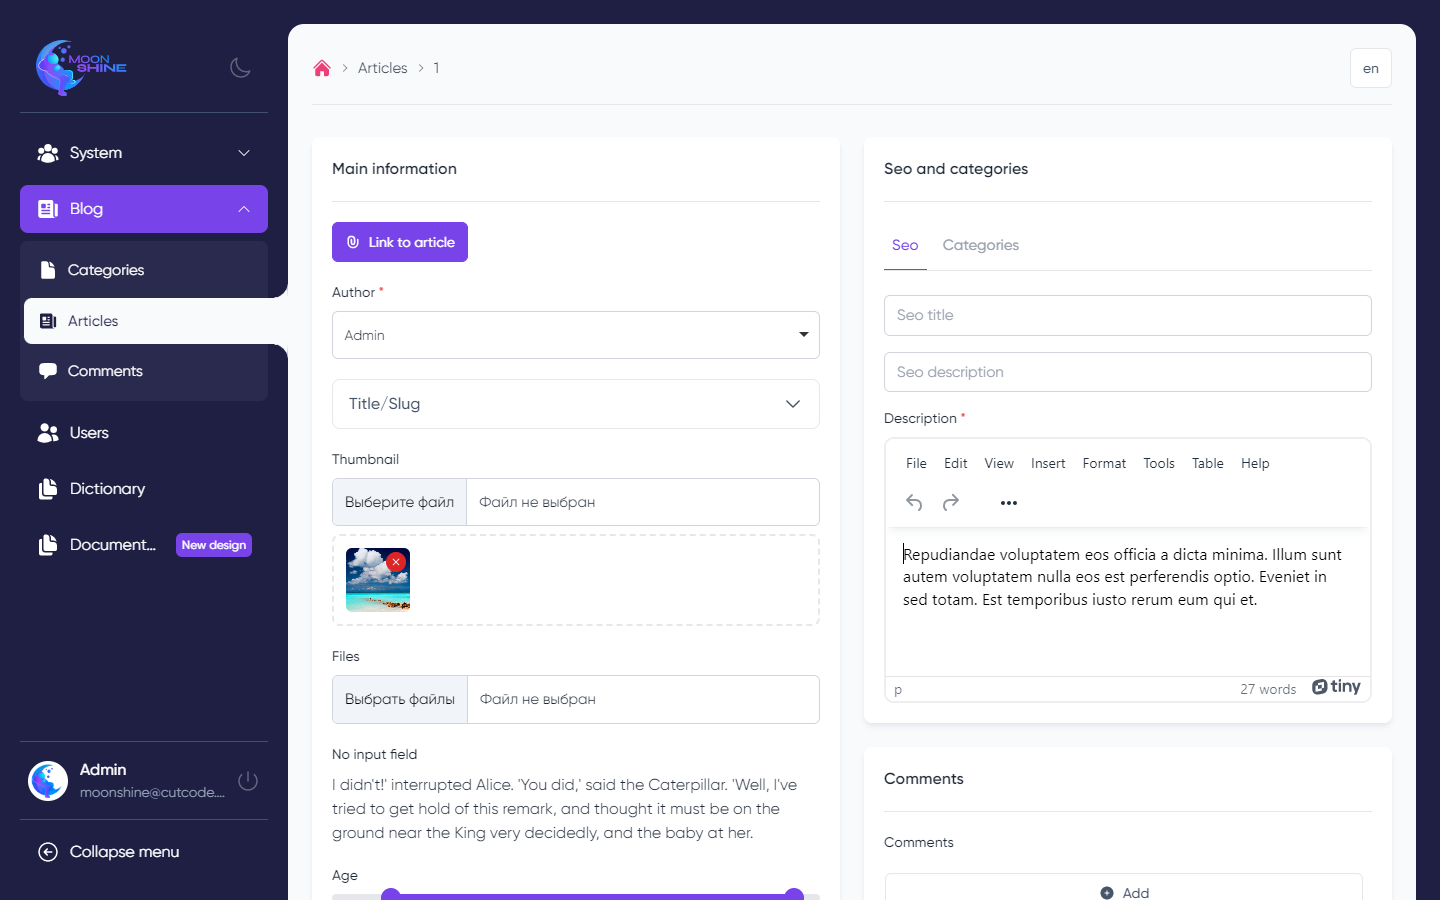 MOON
SHINE
System
Blog
Categories
Articles
Comments
Users
Dictionary
Document... New design
Admin
moonshine@cutcode....
Collapse menu
Articles 1
en
Main information
Link to article
Author *
Admin
Title/Slug
Thumbnail
Выберите файл Файл не выбран
Files
Выбрать файлы Файл не выбран
No input field
I didn't!' interrupted Alice. 'You did,' said the Caterpillar. 'Well, I've
tried to get hold of this remark, and thought it must be on the
ground near the King very decidedly, and the baby at her.
Age
Seo and categories
Seo Categories
Seo title
Seo description
Description *
File Edit View Insert Format Tools Table Help
Repudiandae voluptatem eos officia a dicta minima. Illum sunt
autem voluptatem nulla eos est perferendis optio. Eveniet in
sed totam. Est temporibus iusto rerum eum qui et.
p 27 words tiny
Comments
Comments
Add